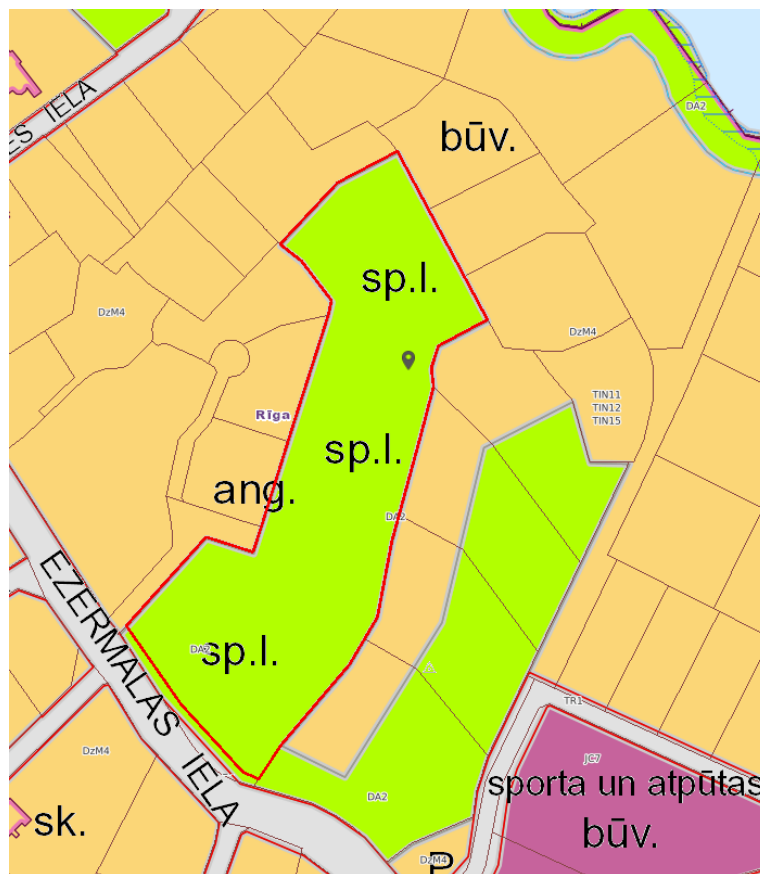 ES IELA
DA2
būv.
sp.l.
DzM4
DzM4
TIN11
TIN12
TIN15
Rīga
sp.l.
ang.
DA2
EZERMALAS IELA
DA2
sp.l.
TR1
DzM4
JC7
sporta un atpūtas
būv.
DA2
sk.
DzM4
P